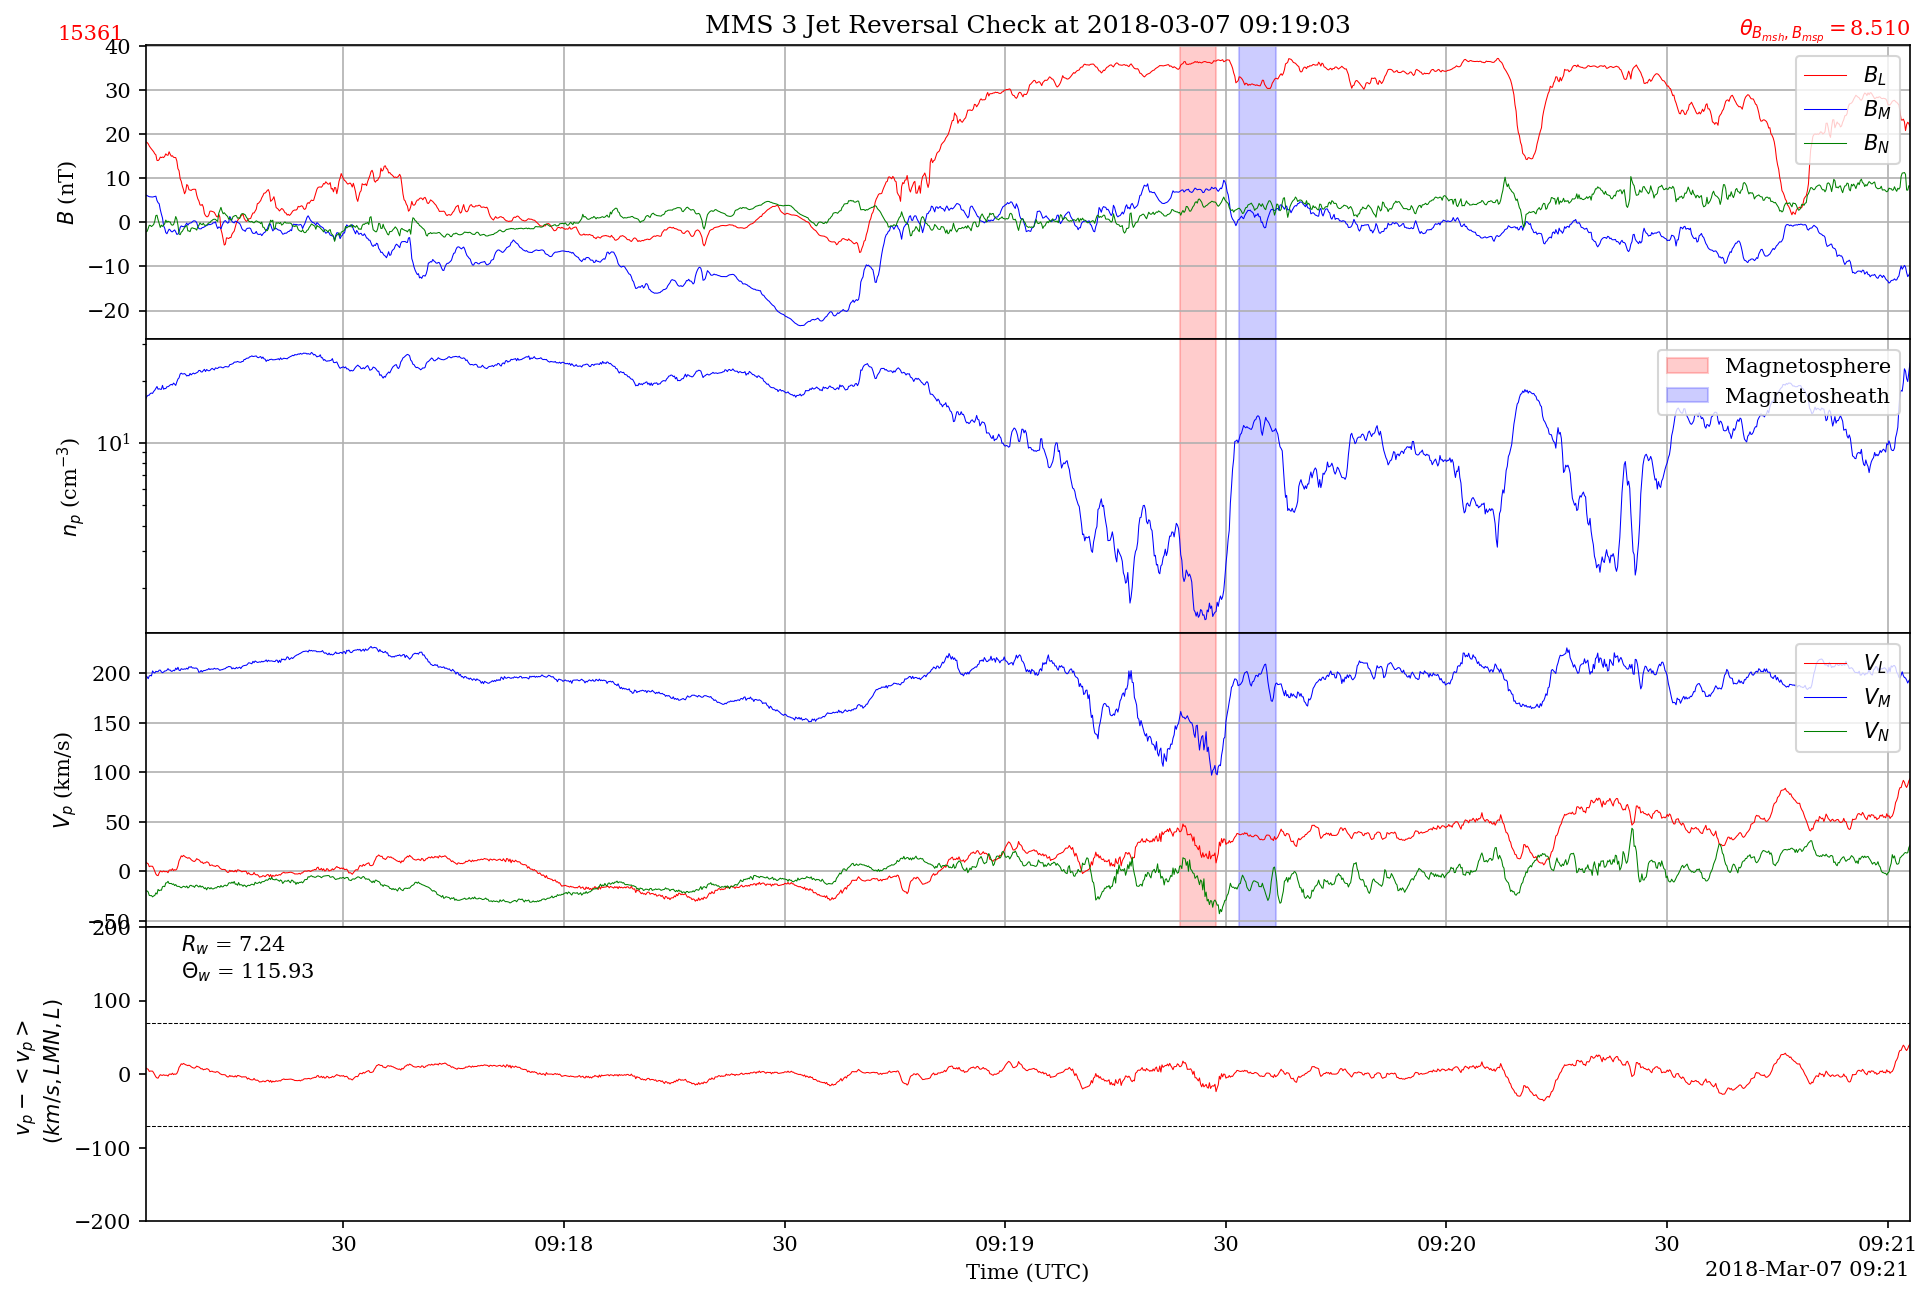 MMS 3 Jet Reversal Check at 2018-03-07 09:19:03
15361
θ_{B_{msh}, B_{msp}} = 8.510
40
30
20
10
0
−10
−20
B (nT)
B_L
B_M
B_N
10^1
n_p (cm^{−3})
Magnetosphere
Magnetosheath
200
150
100
50
0
−50
V_p (km/s)
V_L
V_M
V_N
200
100
0
−100
−200
v_p − < v_p >
(km/s, LMN, L)
R_w = 7.24
Θ_w = 115.93
30
09:18
30
09:19
30
09:20
30
09:21
Time (UTC)
2018-Mar-07 09:21